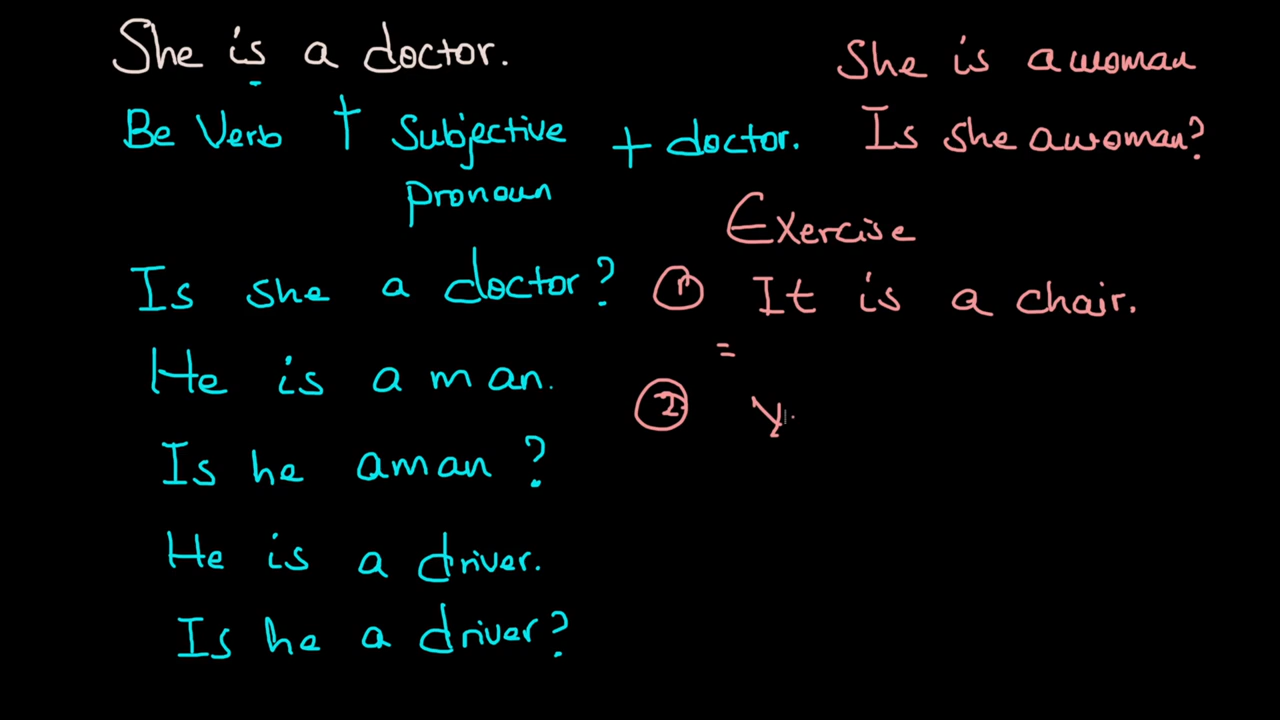 She is a doctor.
Be Verb + Subjective pronoun + doctor.
Is she a doctor?
He is a man.
Is he aman ?
He is a driver.
Is he a driver?
She is a woman
Is she awoman?
Exercise
① It is a chair.
=
②